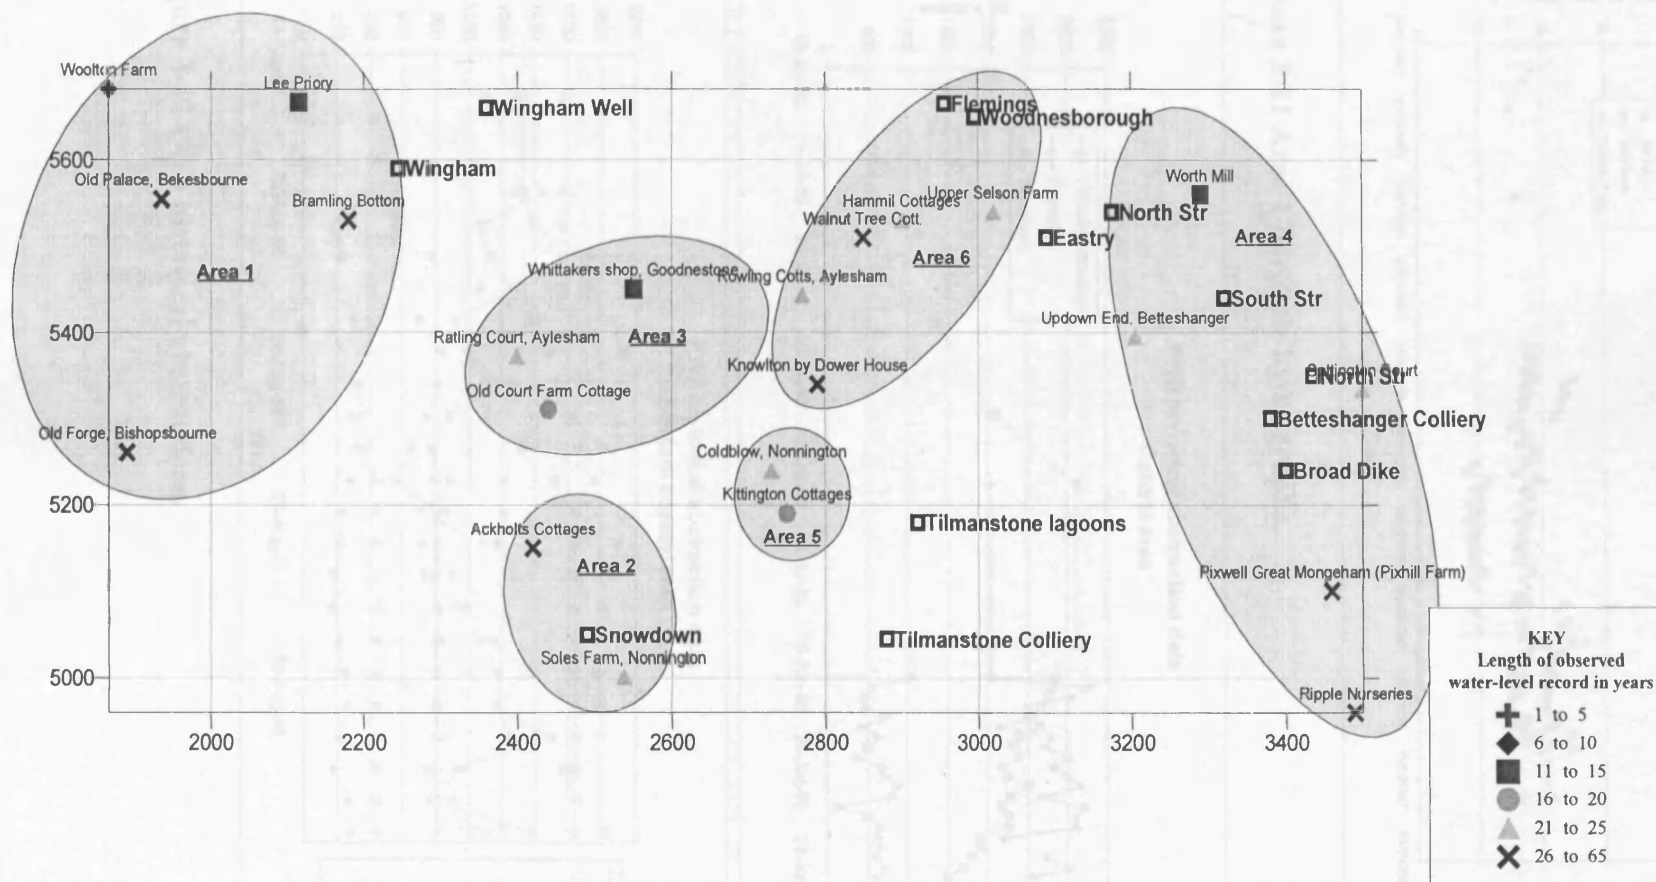 Woolton Farm
Lee Priory
Wingham Well
Flemings
Woodnesborough
5600
Wingham
Old Palace, Bekesbourne
Bramling Bottom
Worth Mill
Upper Selson Farm
Hammil Cottages
Walnut Tree Cott.
North Str
Eastry
Area 4
Area 1
Area 6
Whittakers shop, Goodnestone
Rowling Cotts, Aylesham
South Str
Updown End, Betteshanger
5400
Ratling Court, Aylesham
Area 3
Knowlton by Dower House
North Str
Court
Old Court Farm Cottage
Betteshanger Colliery
Old Forge, Bishopsbourne
Coldblow, Nonnington
Broad Dike
5200
Kittington Cottages
Ackholts Cottages
Area 5
Tilmanstone lagoons
Area 2
Pixwell Great Mongeham (Pixhill Farm)
Snowdown
Tilmanstone Colliery
Soles Farm, Nonnington
5000
Ripple Nurseries
2000 2200 2400 2600 2800 3000 3200 3400
KEY
Length of observed
water-level record in years
1 to 5
6 to 10
11 to 15
16 to 20
21 to 25
26 to 65